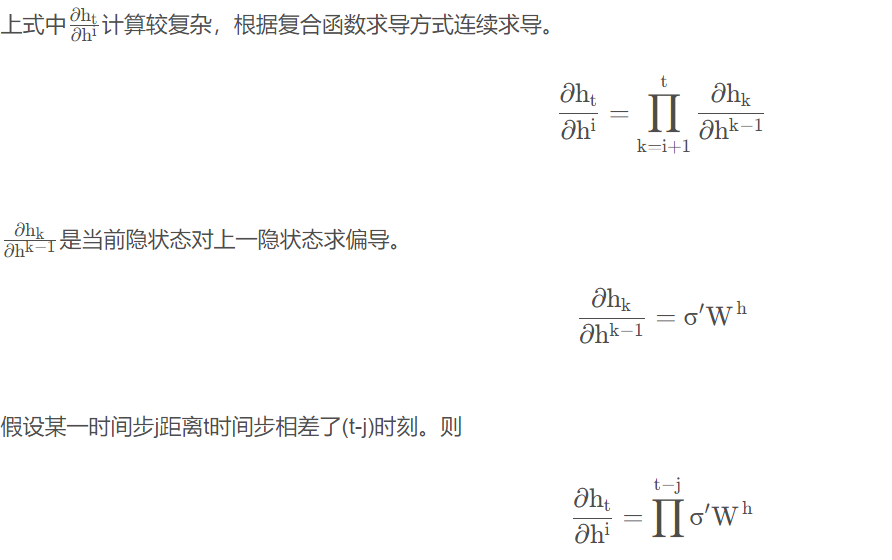 上式中 $\frac{\partial h_t}{\partial h^i}$ 计算较复杂，根据复合函数求导方式连续求导。
$$\frac{\partial h_t}{\partial h^i} = \prod_{k=i+1}^{t} \frac{\partial h_k}{\partial h^{k-1}}$$
$\frac{\partial h_k}{\partial h^{k-1}}$ 是当前隐状态对上一隐状态求偏导。
$$\frac{\partial h_k}{\partial h^{k-1}} = \sigma' W^h$$
假设某一时间步j距离t时间步相差了(t-j)时刻。则
$$\frac{\partial h_t}{\partial h^i} = \prod^{t-j} \sigma' W^h$$